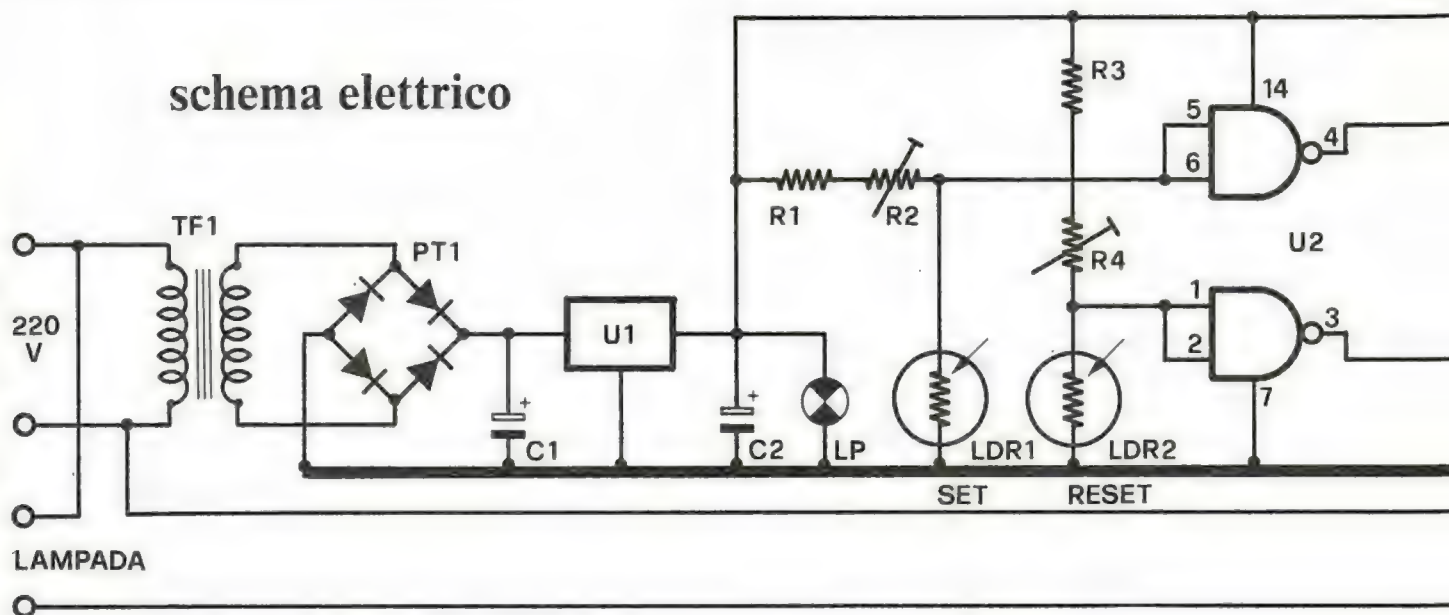 schema elettrico
R3
14
5
4
6
R1
R2
TF1
PT1
R4
U2
220
V
U1
1
3
2
+
+
7
C1
C2
LP
LDR1
LDR2
SET
RESET
LAMPADA